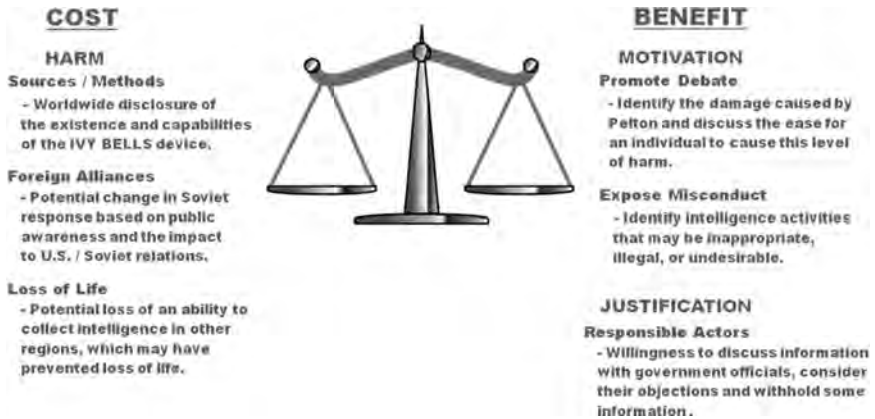 COST
HARM
Sources / Methods
- Worldwide disclosure of
the existence and capabilities
of the IVY BELLS device.
Foreign Alliances
- Potential change in Soviet
response based on public
awareness and the impact
to U.S. / Soviet relations.
Loss of Life
- Potential loss of an ability to
collect intelligence in other
regions, which may have
prevented loss of life.
BENEFIT
MOTIVATION
Promote Debate
- Identify the damage caused by
Pelton and discuss the ease for
an individual to cause this level
of harm.
Expose Misconduct
- Identify intelligence activities
that may be inappropriate,
illegal, or undesirable.
JUSTIFICATION
Responsible Actors
- Willingness to discuss information
with government officials, consider
their objections and withhold some
information.